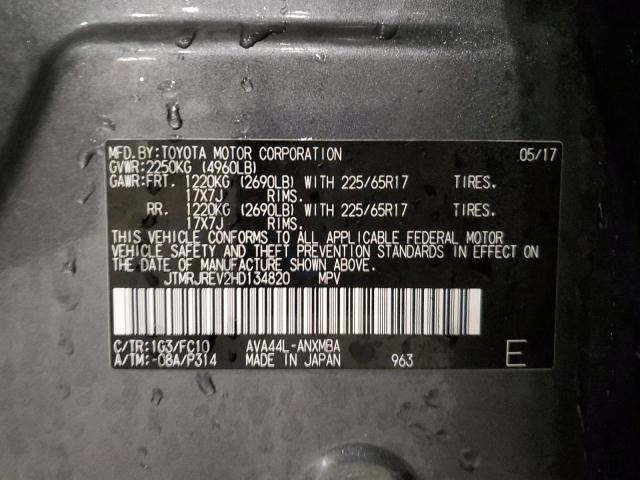 MFD.BY:TOYOTA MOTOR CORPORATION 05/17
GVWR:2250KG (4960LB)
GAWR:FRT. 1220KG (2690LB) WITH 225/65R17 TIRES.
17X7J RIMS.
RR. 1220KG (2690LB) WITH 225/65R17 TIRES.
17X7J RIMS.
THIS VEHICLE CONFORMS TO ALL APPLICABLE FEDERAL MOTOR
VEHICLE SAFETY AND THEFT PREVENTION STANDARDS IN EFFECT ON
THE DATE OF MANUFACTURE SHOWN ABOVE.
JTMRJREV2HD134820 MPV
C/TR:1G3/FC10 AVA44L-ANXMBA
A/TM:-08A/P314 MADE IN JAPAN 963 E